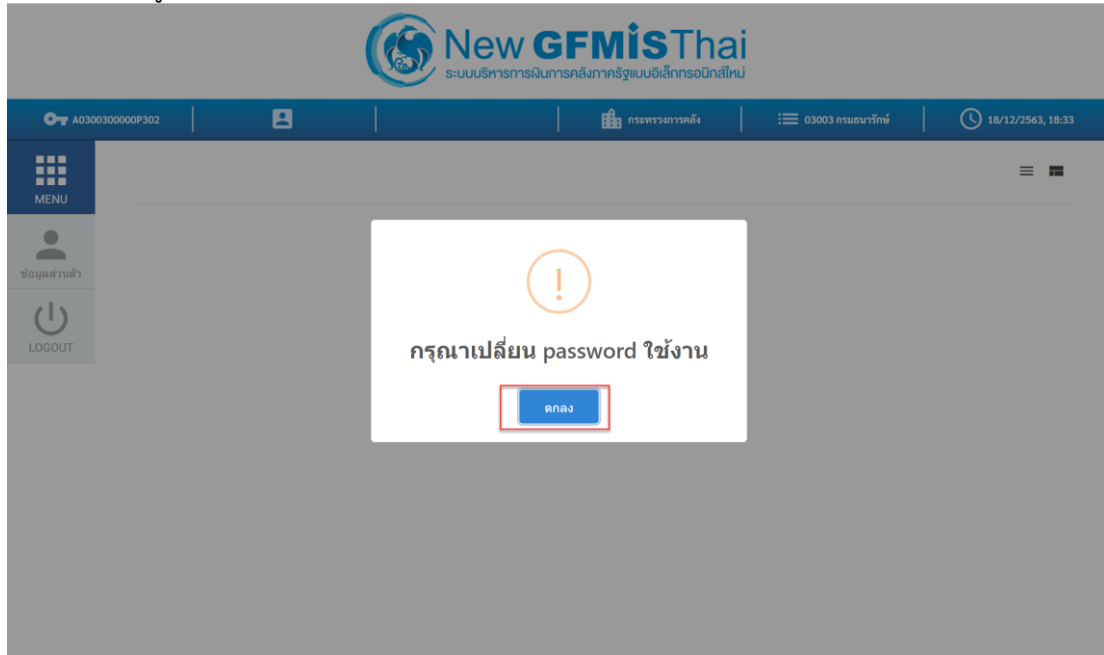 New GFMIS Thai
ระบบบริหารการเงินการคลังภาครัฐแบบอิเล็กทรอนิกส์ใหม่
A0300300000P302
กระทรวงการคลัง
03003 กรมธนารักษ์
18/12/2563, 18:33
MENU
ข้อมูลส่วนตัว
LOGOUT
กรุณาเปลี่ยน password ใช้งาน
ตกลง